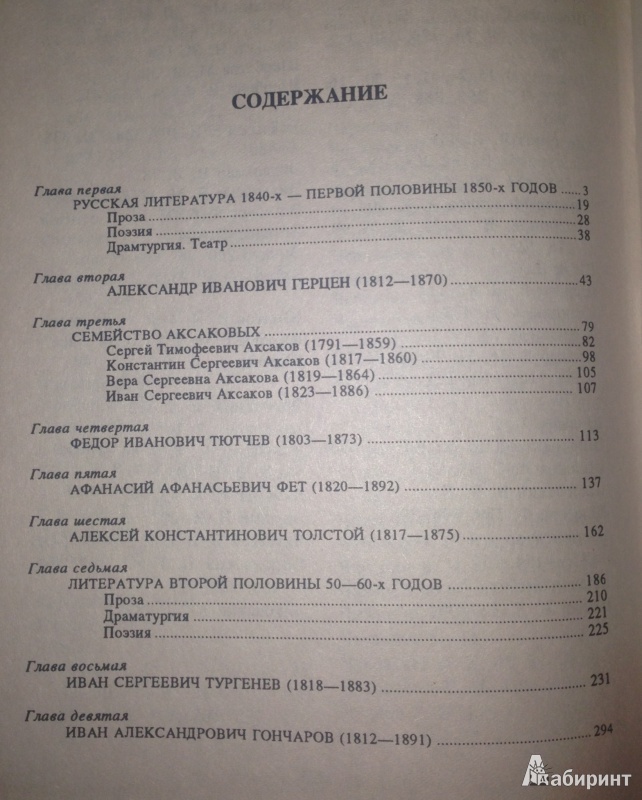 СОДЕРЖАНИЕ
Глава первая
РУССКАЯ ЛИТЕРАТУРА 1840-х — ПЕРВОЙ ПОЛОВИНЫ 1850-х ГОДОВ ..... 3
Проза ..... 19
Поэзия ..... 28
Драмтургия. Театр ..... 38
Глава вторая
АЛЕКСАНДР ИВАНОВИЧ ГЕРЦЕН (1812—1870) ..... 43
Глава третья
СЕМЕЙСТВО АКСАКОВЫХ ..... 79
Сергей Тимофеевич Аксаков (1791—1859) ..... 82
Константин Сергеевич Аксаков (1817—1860) ..... 98
Вера Сергеевна Аксакова (1819—1864) ..... 105
Иван Сергеевич Аксаков (1823—1886) ..... 107
Глава четвертая
ФЕДОР ИВАНОВИЧ ТЮТЧЕВ (1803—1873) ..... 113
Глава пятая
АФАНАСИЙ АФАНАСЬЕВИЧ ФЕТ (1820—1892) ..... 137
Глава шестая
АЛЕКСЕЙ КОНСТАНТИНОВИЧ ТОЛСТОЙ (1817—1875) ..... 162
Глава седьмая
ЛИТЕРАТУРА ВТОРОЙ ПОЛОВИНЫ 50—60-х ГОДОВ ..... 186
Проза ..... 210
Драматургия ..... 221
Поэзия ..... 225
Глава восьмая
ИВАН СЕРГЕЕВИЧ ТУРГЕНЕВ (1818—1883) ..... 231
Глава девятая
ИВАН АЛЕКСАНДРОВИЧ ГОНЧАРОВ (1812—1891) ..... 294
Лабиринт